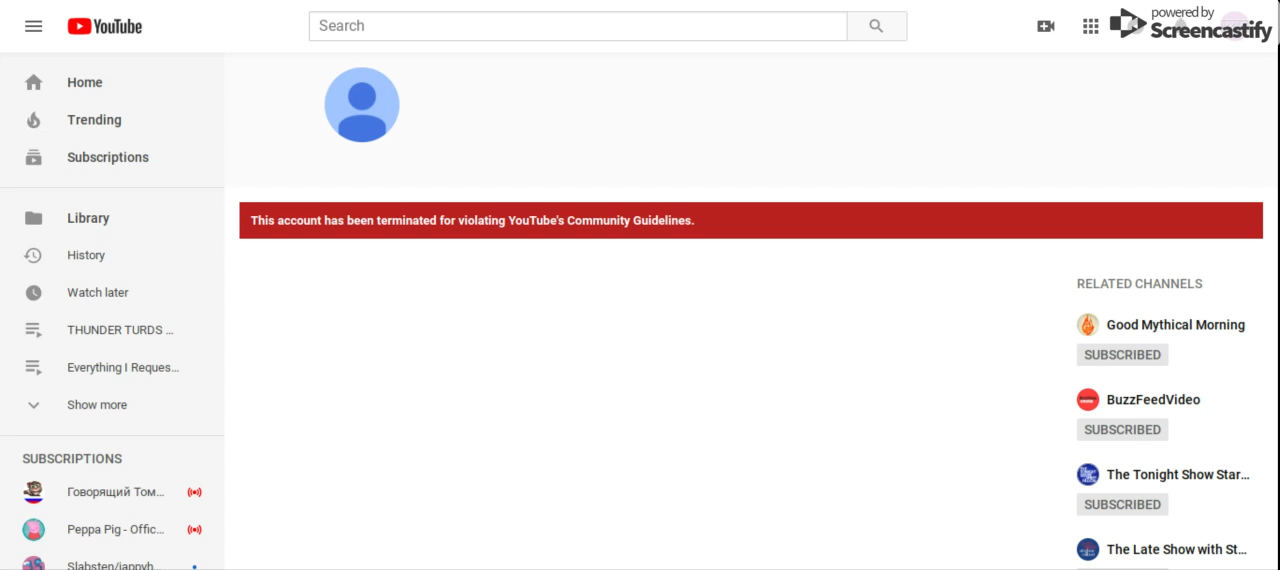 YouTube
Search
powered by
Screencastify
Home
Trending
Subscriptions
Library
History
Watch later
THUNDER TURDS ...
Everything I Reques...
Show more
SUBSCRIPTIONS
Говорящий Том...
Peppa Pig - Offic...
Slabsten/jappyh...
This account has been terminated for violating YouTube's Community Guidelines.
RELATED CHANNELS
Good Mythical Morning
SUBSCRIBED
BuzzFeedVideo
SUBSCRIBED
The Tonight Show Star...
SUBSCRIBED
The Late Show with St...